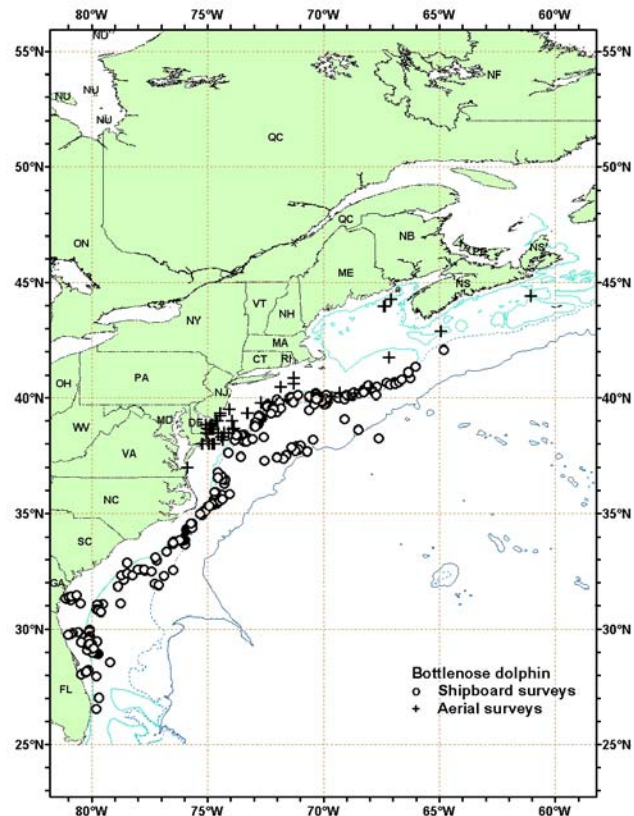 80°W 75°W 70°W 65°W 60°W
55°N 55°N
NU
NU
NU
NU
NF
QC
50°N 50°N
QC
ON
NB
NS
ME
NS
45°N 45°N
VT
NH
NY
MA
CT RI
PA
OH
NJ
40°N 40°N
MD
DE
WV
VA
NC
35°N 35°N
SC
GA
30°N 30°N
Bottlenose dolphin
Shipboard surveys
FL
Aerial surveys
25°N 25°N
80°W 75°W 70°W 65°W 60°W